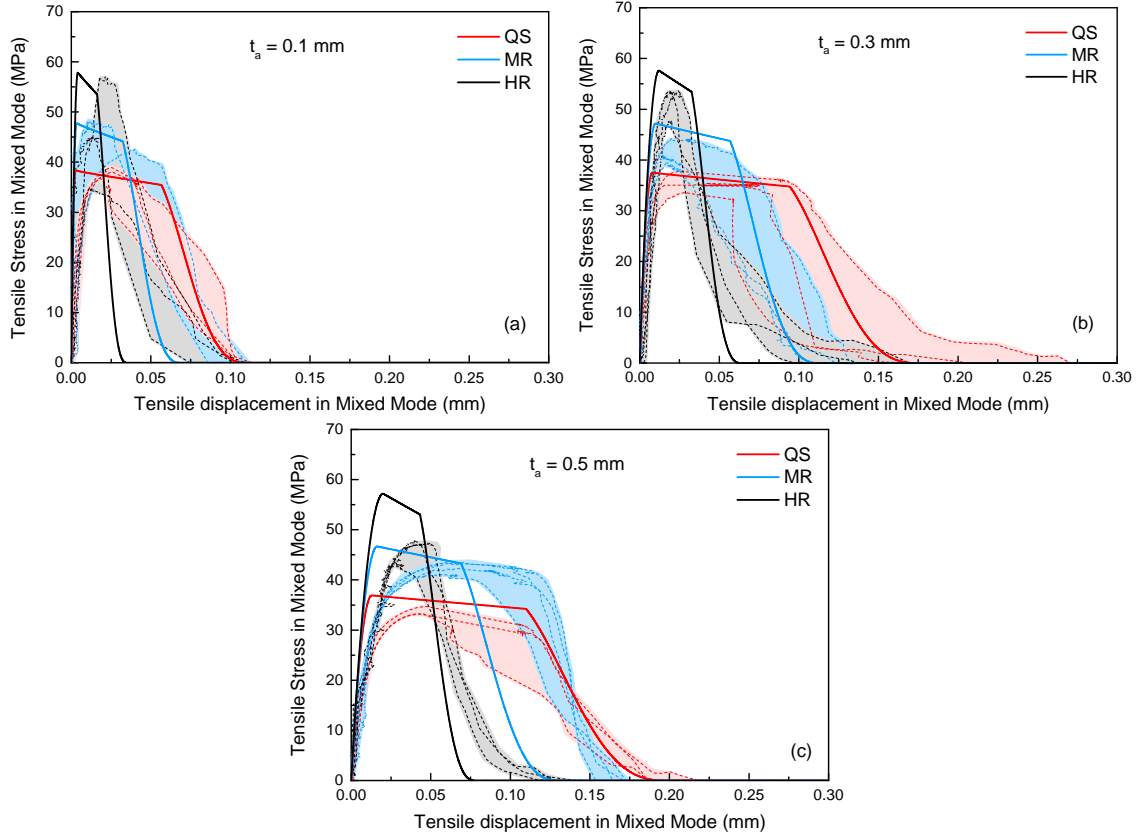 70
60
50
40
30
20
10
0
Tensile Stress in Mixed Mode (MPa)
t_a = 0.1 mm
QS
MR
HR
(a)
0.00 0.05 0.10 0.15 0.20 0.25 0.30
Tensile displacement in Mixed Mode (mm)
70
60
50
40
30
20
10
0
Tensile Stress in Mixed Mode (MPa)
t_a = 0.3 mm
QS
MR
HR
(b)
0.00 0.05 0.10 0.15 0.20 0.25 0.30
Tensile displacement in Mixed Mode (mm)
70
60
50
40
30
20
10
0
Tensile Stress in Mixed Mode (MPa)
t_a = 0.5 mm
QS
MR
HR
(c)
0.00 0.05 0.10 0.15 0.20 0.25 0.30
Tensile displacement in Mixed Mode (mm)